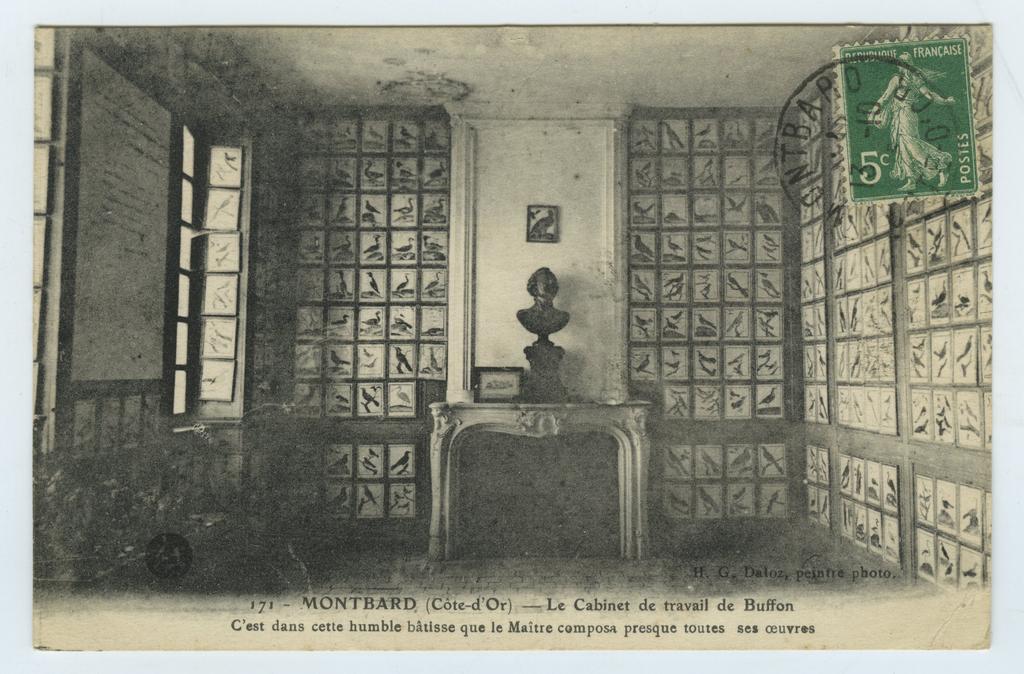 REPUBLIQUE FRANÇAISE
5c
POSTES
MONTBARD
H. G. Daloz, peintre photo.
171 - MONTBARD (Côte-d'Or) — Le Cabinet de travail de Buffon
C'est dans cette humble bâtisse que le Maître composa presque toutes ses œuvres